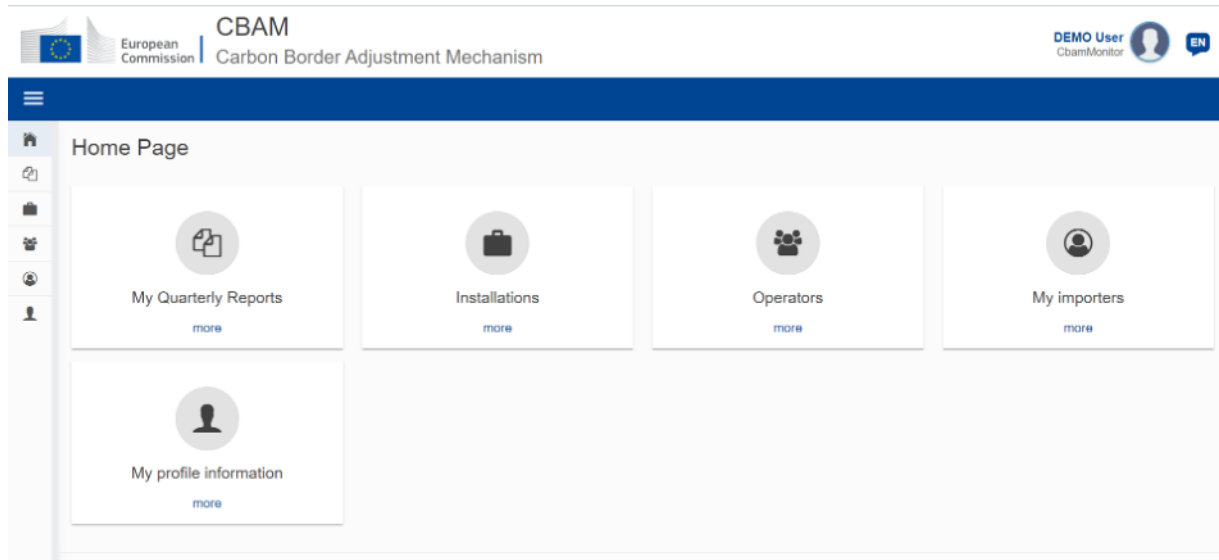 European
Commission
CBAM
Carbon Border Adjustment Mechanism
DEMO User
CbamMonitor
EN
Home Page
My Quarterly Reports
more
Installations
more
Operators
more
My importers
more
My profile information
more